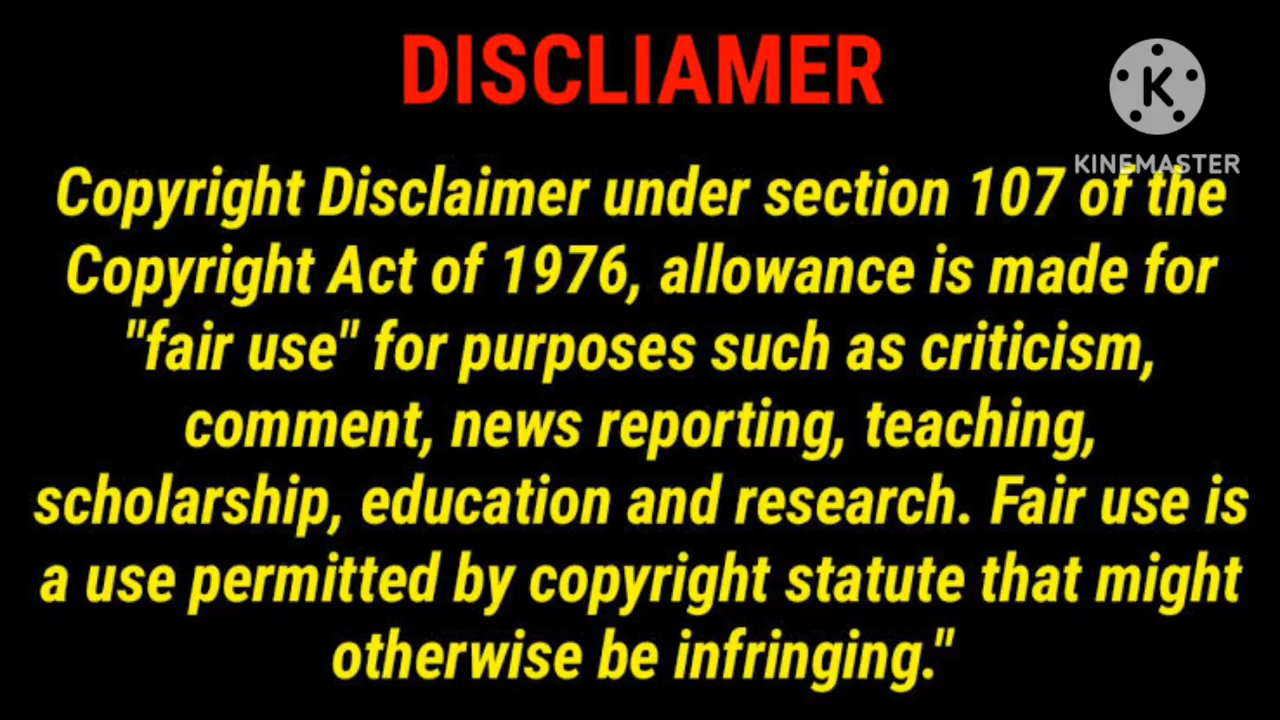 DISCLIAMER
K
KINEMASTER
Copyright Disclaimer under section 107 of the
Copyright Act of 1976, allowance is made for
"fair use" for purposes such as criticism,
comment, news reporting, teaching,
scholarship, education and research. Fair use is
a use permitted by copyright statute that might
otherwise be infringing."